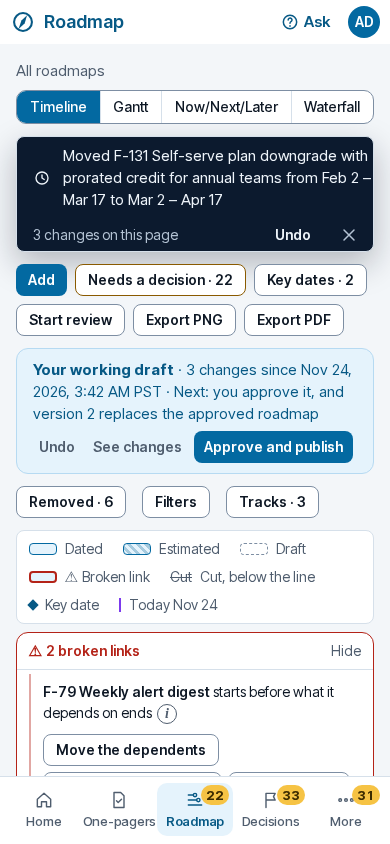 Roadmap
Ask
AD
All roadmaps
Timeline
Gantt
Now/Next/Later
Waterfall
Moved F-131 Self-serve plan downgrade with
prorated credit for annual teams from Feb 2 –
Mar 17 to Mar 2 – Apr 17
3 changes on this page
Undo
Add
Needs a decision · 22
Key dates · 2
Start review
Export PNG
Export PDF
Your working draft · 3 changes since Nov 24,
2026, 3:42 AM PST · Next: you approve it, and
version 2 replaces the approved roadmap
Undo
See changes
Approve and publish
Removed · 6
Filters
Tracks · 3
Dated
Estimated
Draft
⚠ Broken link
Cut
Cut, below the line
Key date
Today Nov 24
⚠ 2 broken links
Hide
F-79 Weekly alert digest starts before what it
depends on ends i
Move the dependents
22
33
31
Home
One-pagers
Roadmap
Decisions
More